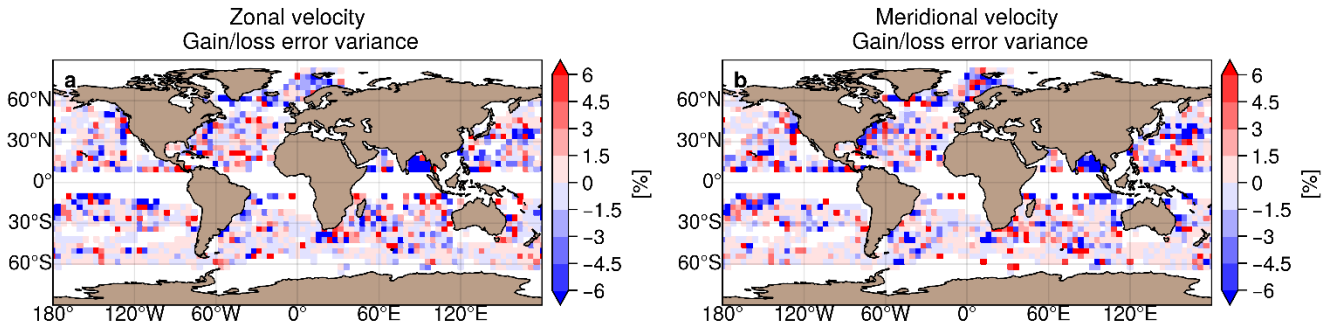 Zonal velocity
Gain/loss error variance
a
60°N
30°N
0°
30°S
60°S
180° 120°W 60°W 0° 60°E 120°E
6
4.5
3
1.5
0
−1.5
−3
−4.5
−6
[%]
Meridional velocity
Gain/loss error variance
b
60°N
30°N
0°
30°S
60°S
180° 120°W 60°W 0° 60°E 120°E
6
4.5
3
1.5
0
−1.5
−3
−4.5
−6
[%]